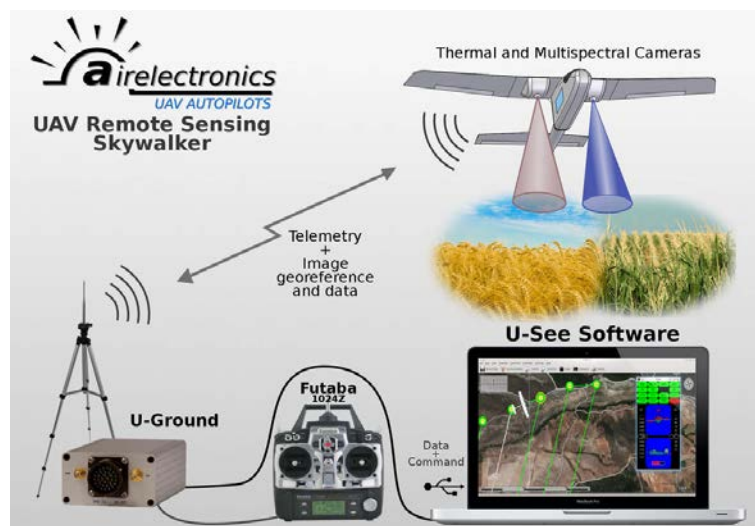 airelectronics
UAV AUTOPILOTS
UAV Remote Sensing
Skywalker
Thermal and Multispectral Cameras
Telemetry
+
Image
georeference
and data
U-See Software
U-Ground
Futaba
1024Z
Data
+
Command